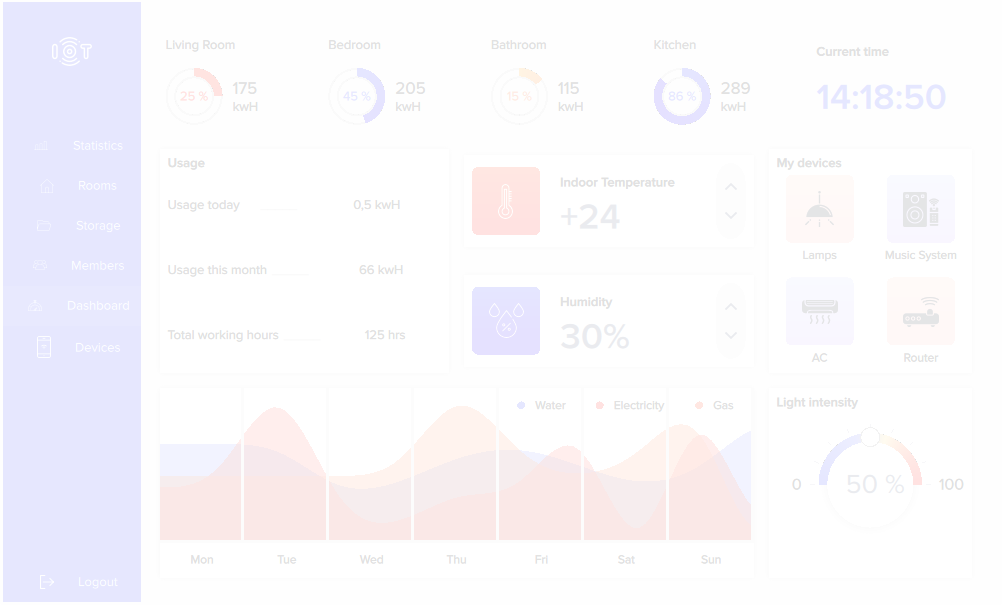 IOT
Living Room
25 %
175
kwH
Bedroom
45 %
205
kwH
Bathroom
15 %
115
kwH
Kitchen
86 %
289
kwH
Current time
14:18:50
Statistics
Rooms
Storage
Members
Dashboard
Devices
Logout
Usage
Usage today 0,5 kwH
Usage this month 66 kwH
Total working hours 125 hrs
Indoor Temperature
+24
Humidity
30%
%
My devices
Lamps
Music System
AC
Router
Water Electricity Gas
Mon Tue Wed Thu Fri Sat Sun
Light intensity
0 50 % 100